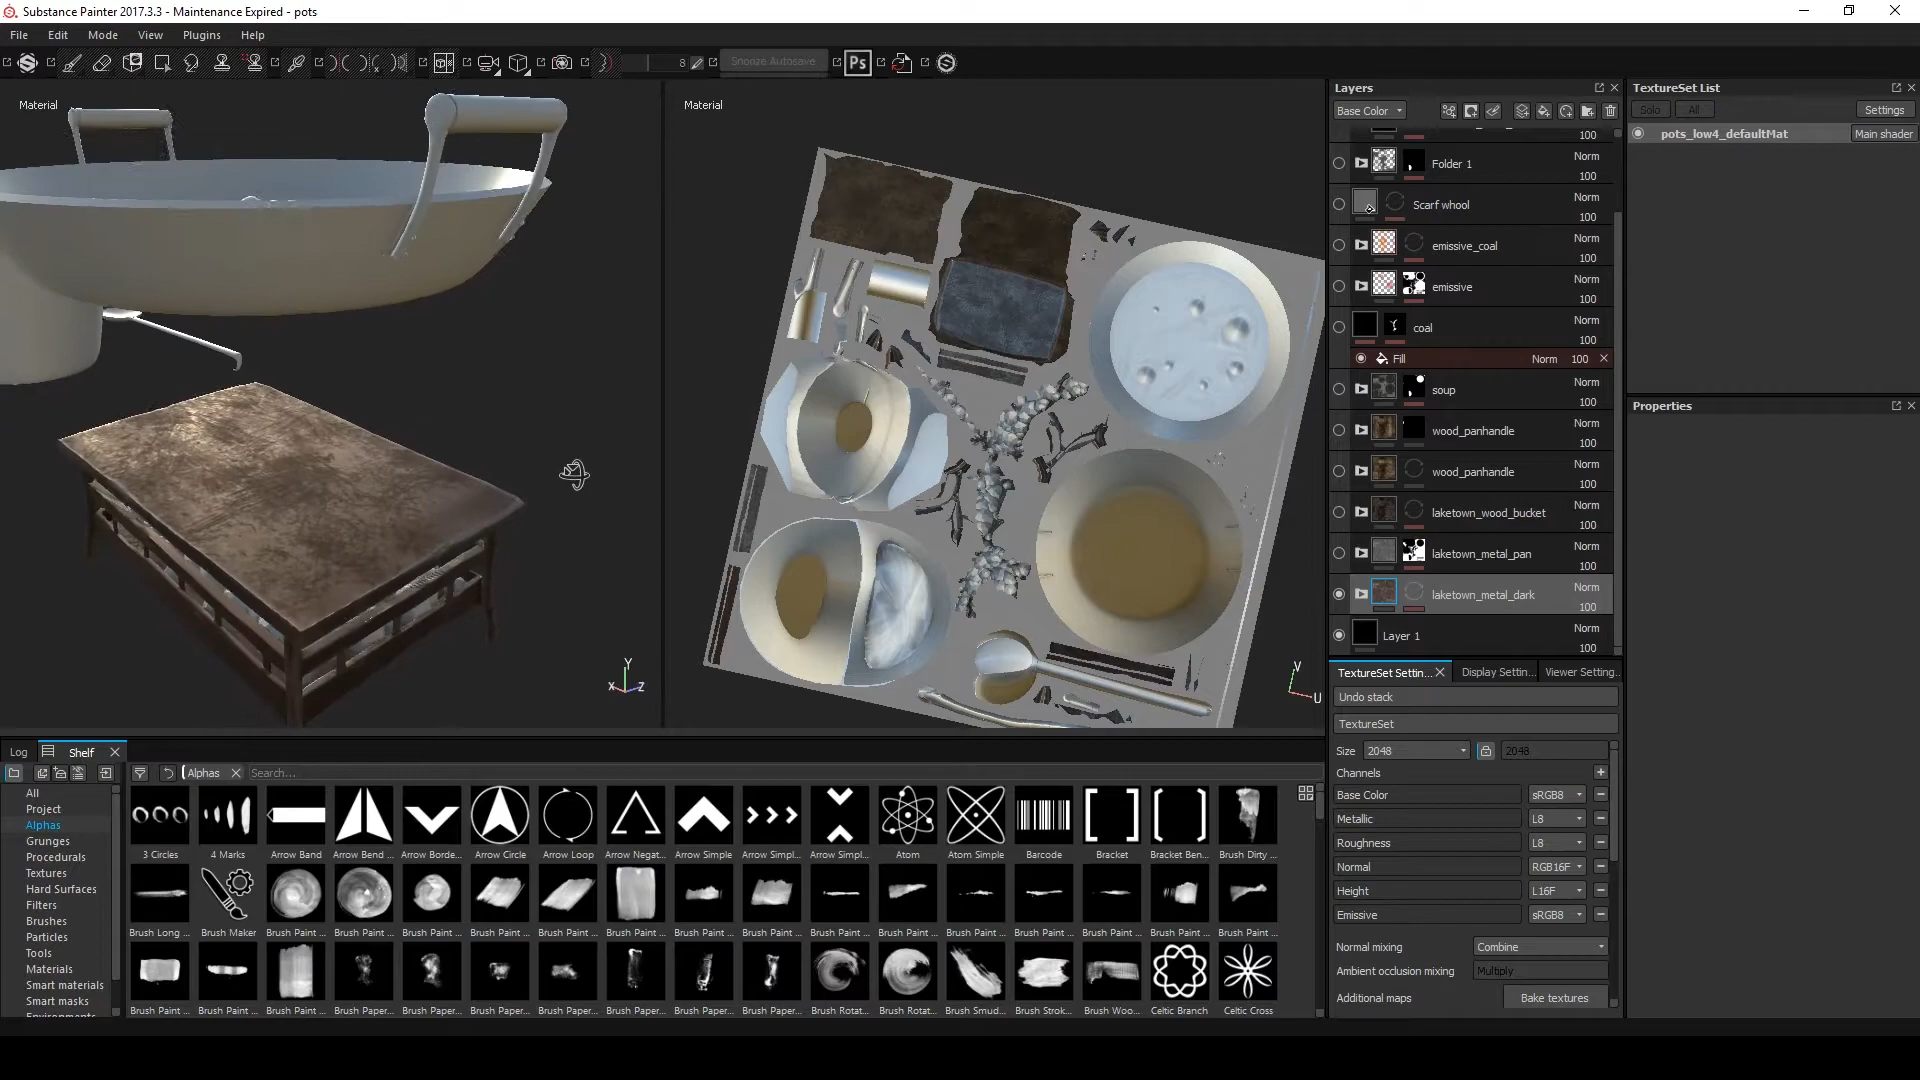 Substance Painter 2017.3.3 - Maintenance Expired - pots
File Edit Mode View Plugins Help
8 Snooze Autosave Ps
Material
Material
Y
X Z
V
U
Layers
Base Color
100
Folder 1 Norm
100
Scarf whool Norm
100
emissive_coal Norm
100
emissive Norm
100
coal Norm
100
Fill Norm 100
soup Norm
100
wood_panhandle Norm
100
wood_panhandle Norm
100
laketown_wood_bucket Norm
100
laketown_metal_pan Norm
100
laketown_metal_dark Norm
100
Layer 1 Norm
100
TextureSet List
Solo All Settings
pots_low4_defaultMat Main shader
Properties
TextureSet Settin... Display Settin... Viewer Setting...
Undo stack
TextureSet
Size 2048 2048
Channels
Base Color sRGB8
Metallic L8
Roughness L8
Normal RGB16F
Height L16F
Emissive sRGB8
Normal mixing Combine
Ambient occlusion mixing Multiply
Additional maps Bake textures
Log Shelf
Alphas Search...
All
Project
Alphas
Grunges
Procedurals
Textures
Hard Surfaces
Filters
Brushes
Particles
Tools
Materials
Smart materials
Smart masks
Environments
3 Circles 4 Marks Arrow Band Arrow Bend ... Arrow Borde... Arrow Circle Arrow Loop Arrow Negat... Arrow Simple Arrow Simpl... Arrow Simpl... Atom Atom Simple Barcode Bracket Bracket Ben... Brush Dirty ...
Brush Long ... Brush Maker Brush Paint ... Brush Paint ... Brush Paint ... Brush Paint ... Brush Paint ... Brush Paint ... Brush Paint ... Brush Paint ... Brush Paint ... Brush Paint ... Brush Paint ... Brush Paint ... Brush Paint ... Brush Paint ... Brush Paint ...
Brush Paint ... Brush Paint ... Brush Paint ... Brush Paper... Brush Paper... Brush Paper... Brush Paper... Brush Paper... Brush Paper... Brush Paper... Brush Rotat... Brush Rotat... Brush Smud... Brush Strok... Brush Woo... Celtic Branch Celtic Cross